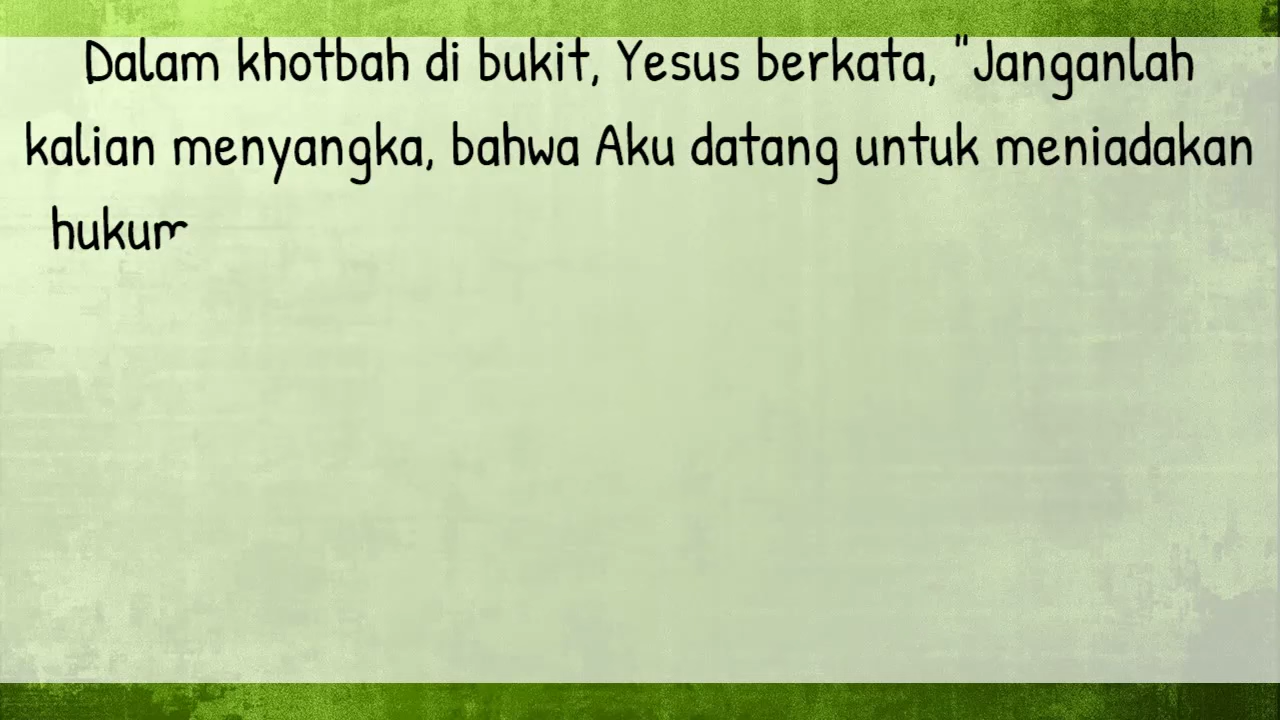 Dalam khotbah di bukit, Yesus berkata, "Janganlah
kalian menyangka, bahwa Aku datang untuk meniadakan
hukum